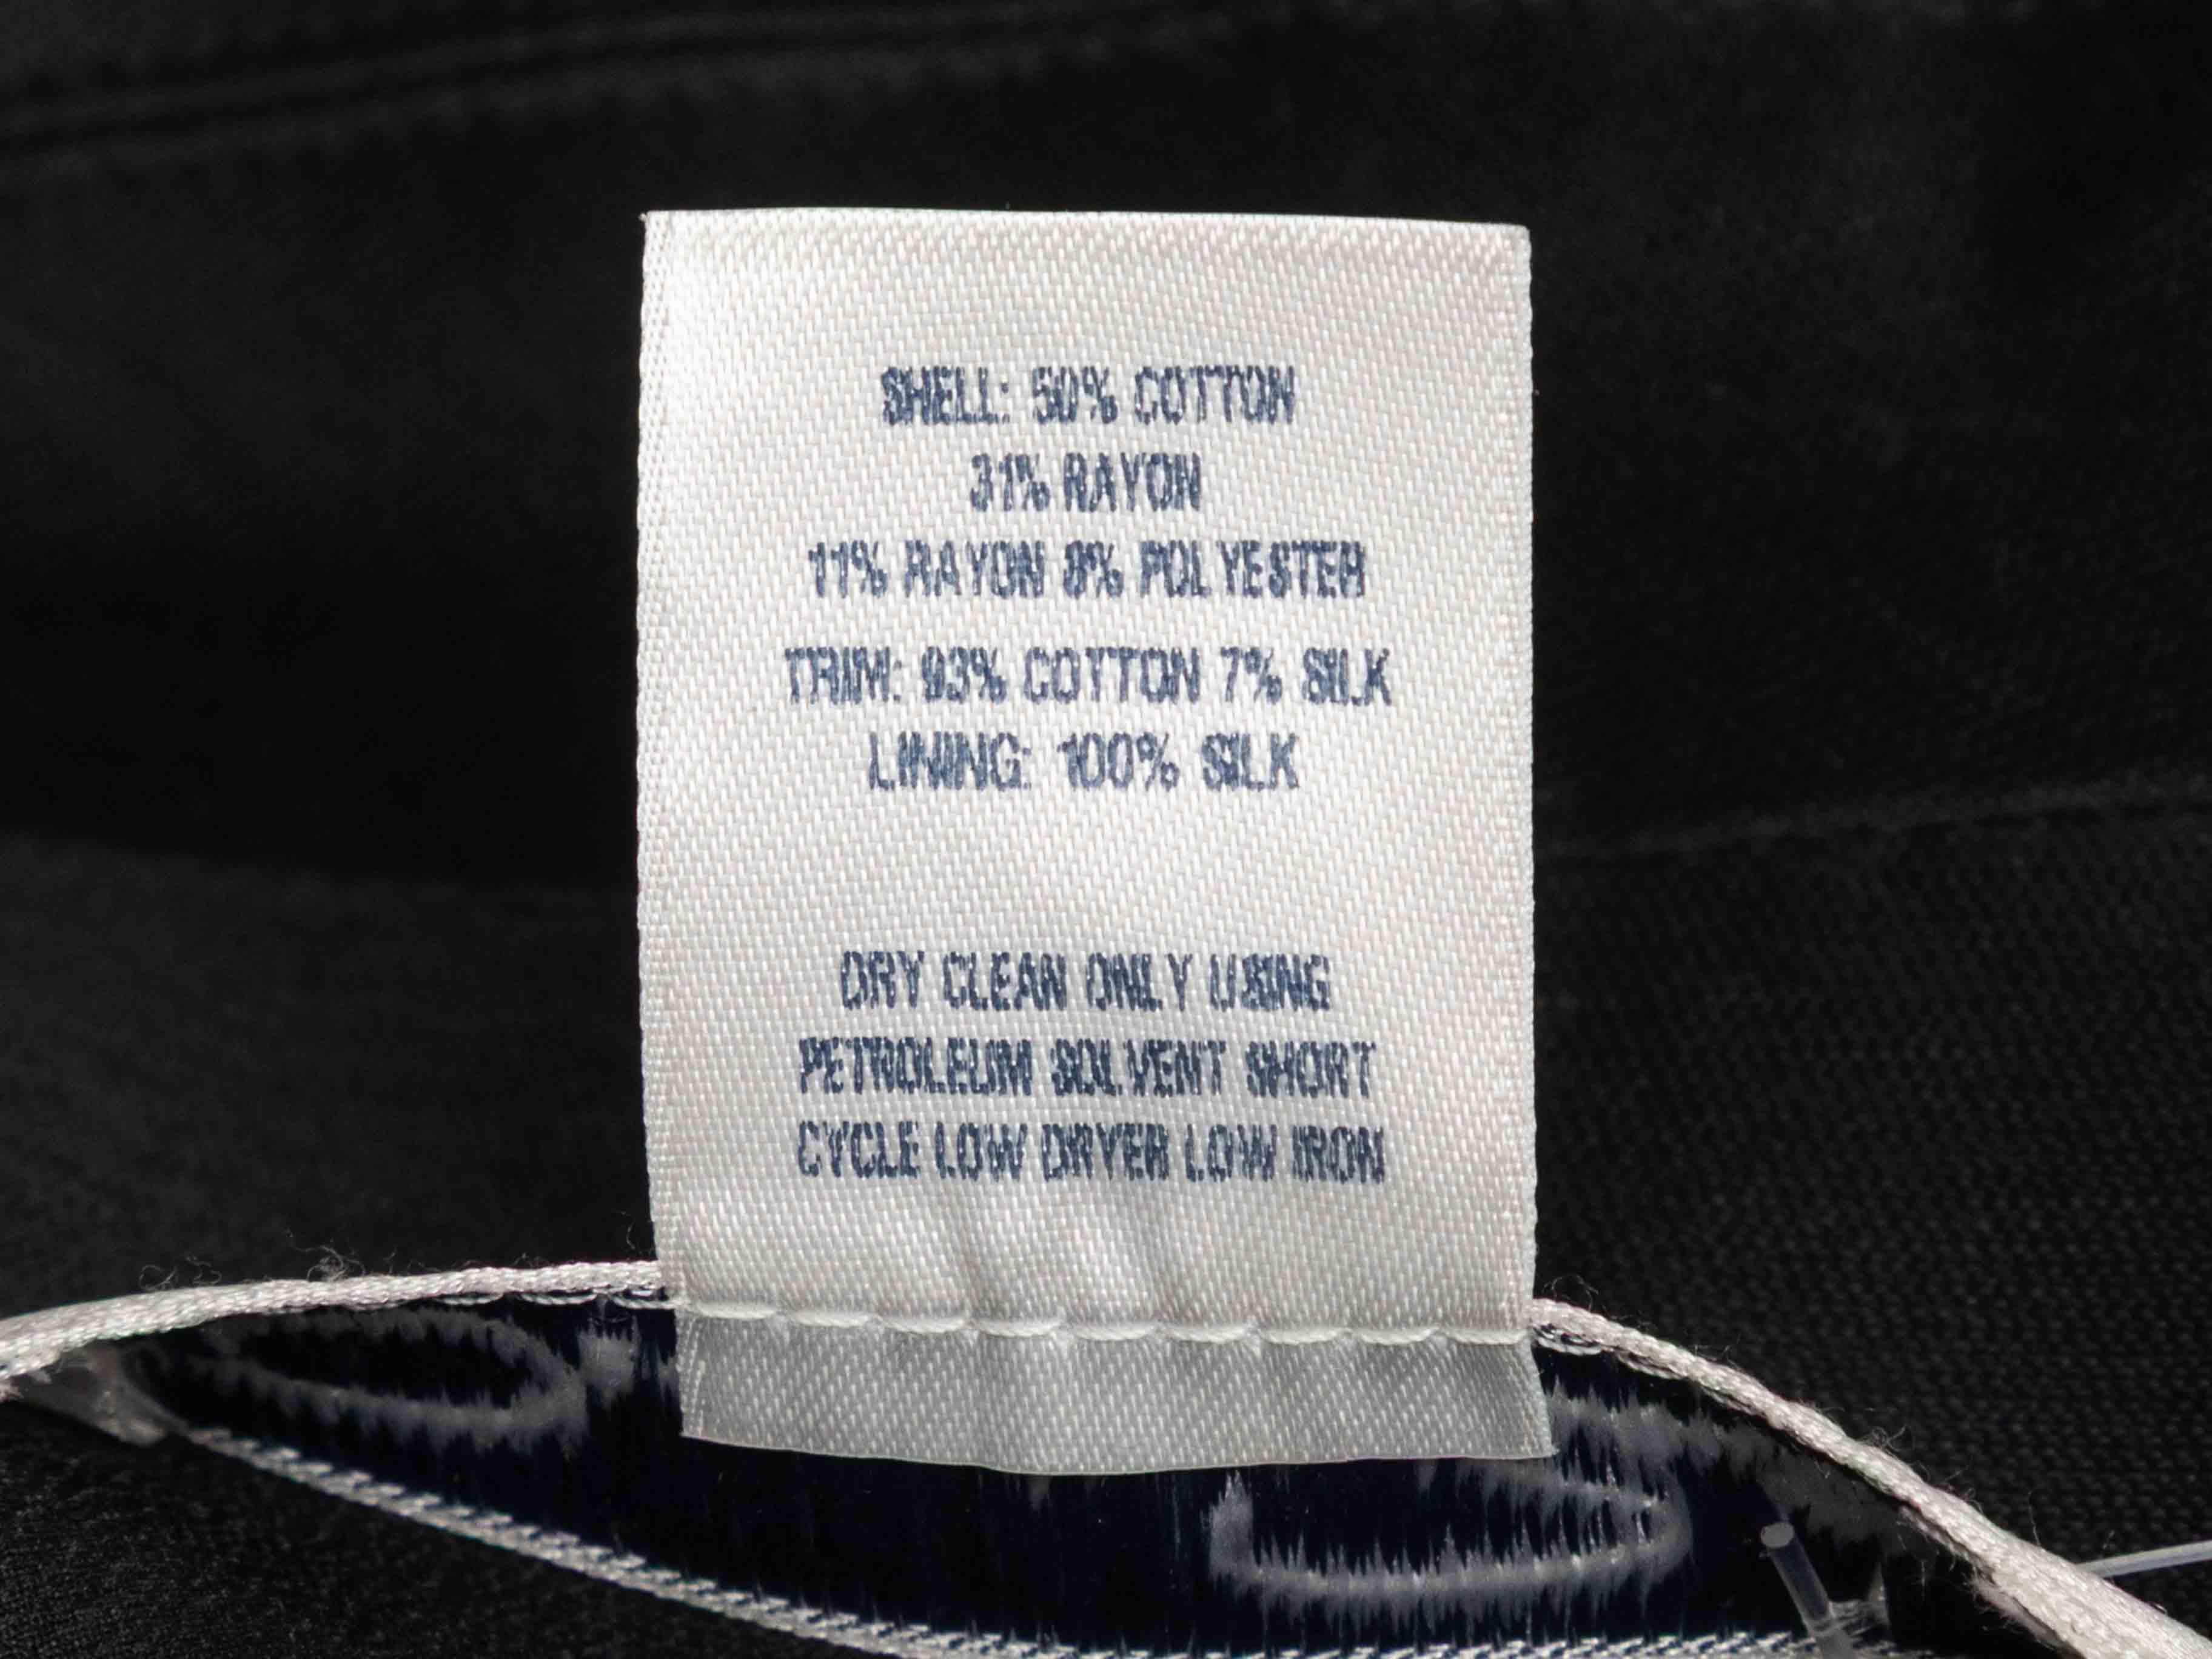 SHELL: 50% COTTON
31% RAYON
11% RAYON 8% POLYESTER
TRIM: 93% COTTON 7% SILK
LINING: 100% SILK
DRY CLEAN ONLY USING
PETROLEUM SOLVENT SHORT
CYCLE LOW DRYER LOW IRON